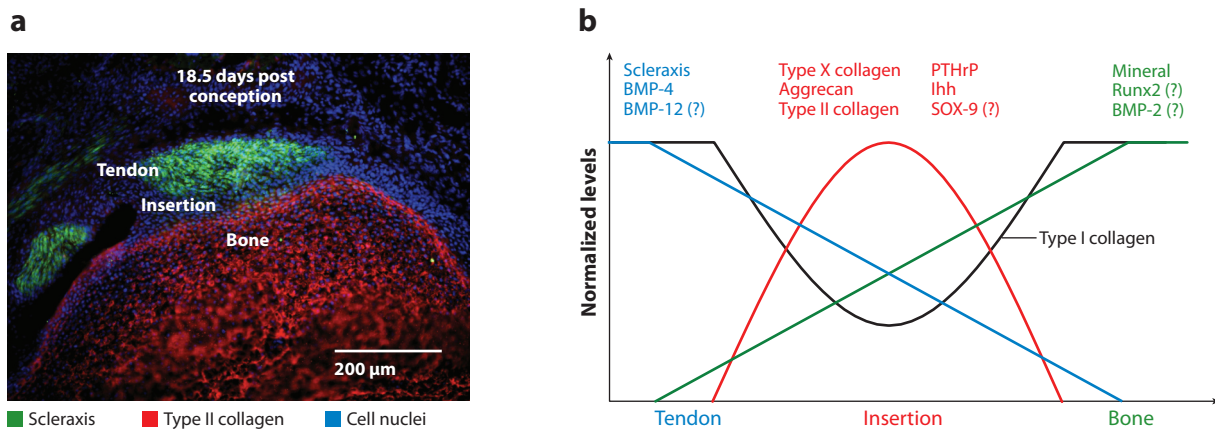 a
18.5 days post
conception
Tendon
Insertion
Bone
200 μm
Scleraxis
Type II collagen
Cell nuclei
b
Scleraxis
BMP-4
BMP-12 (?)
Type X collagen
Aggrecan
Type II collagen
PTHrP
Ihh
SOX-9 (?)
Mineral
Runx2 (?)
BMP-2 (?)
Normalized levels
Type I collagen
Tendon
Insertion
Bone